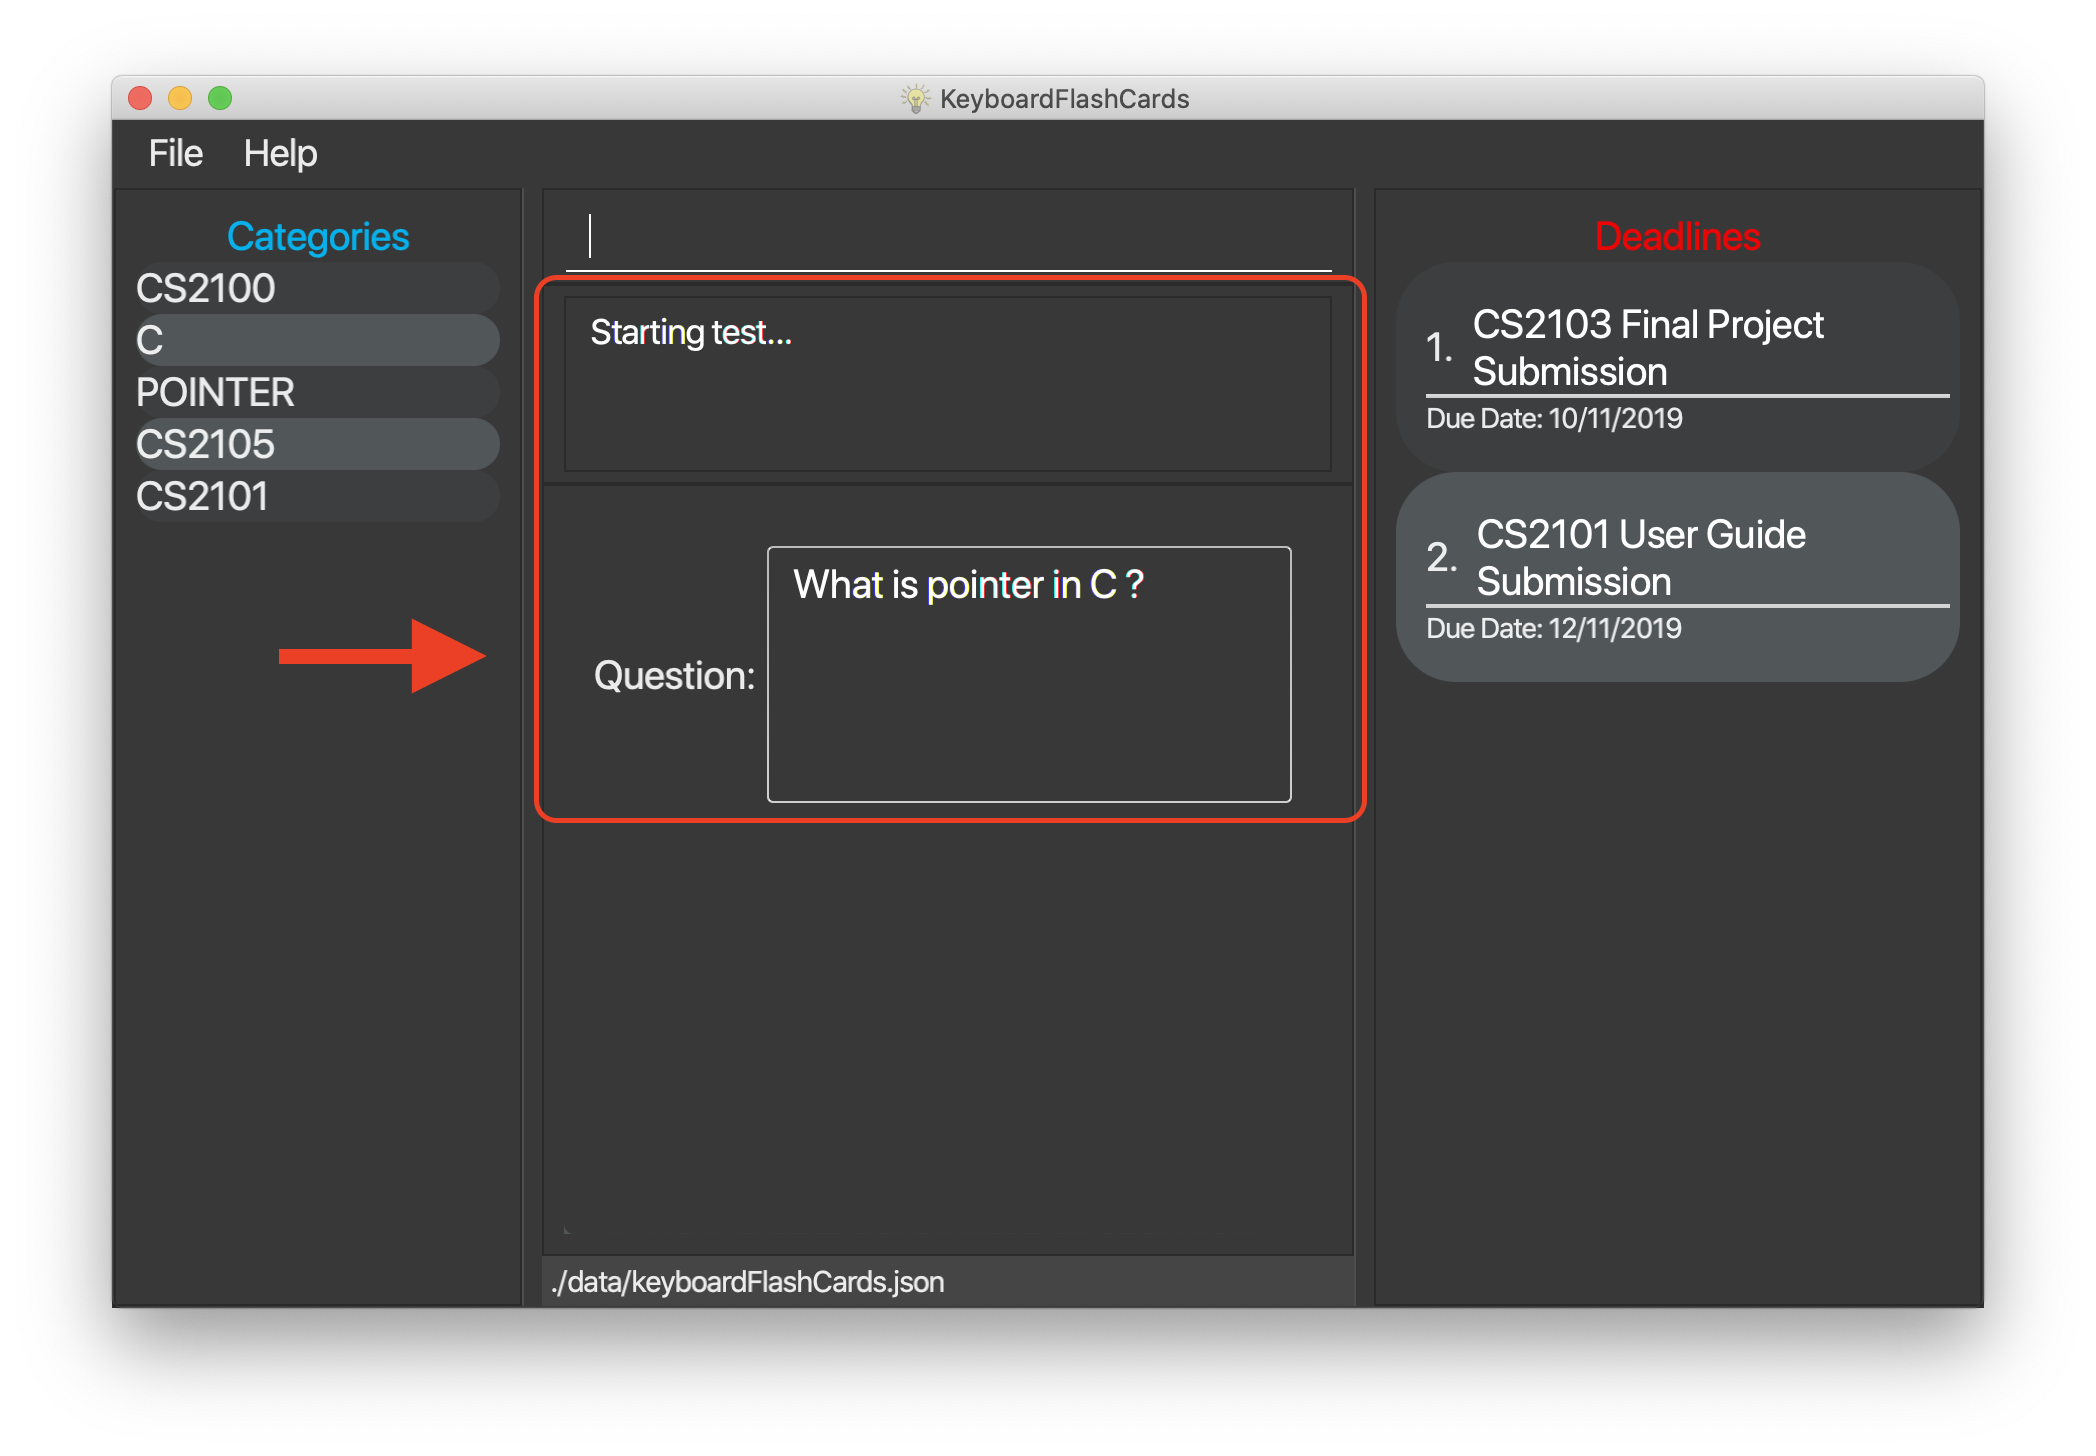 KeyboardFlashCards
File Help
Categories
CS2100
C
POINTER
CS2105
CS2101
Starting test...
Question:
What is pointer in C ?
./data/keyboardFlashCards.json
Deadlines
1.
CS2103 Final Project
Submission
Due Date: 10/11/2019
2.
CS2101 User Guide
Submission
Due Date: 12/11/2019